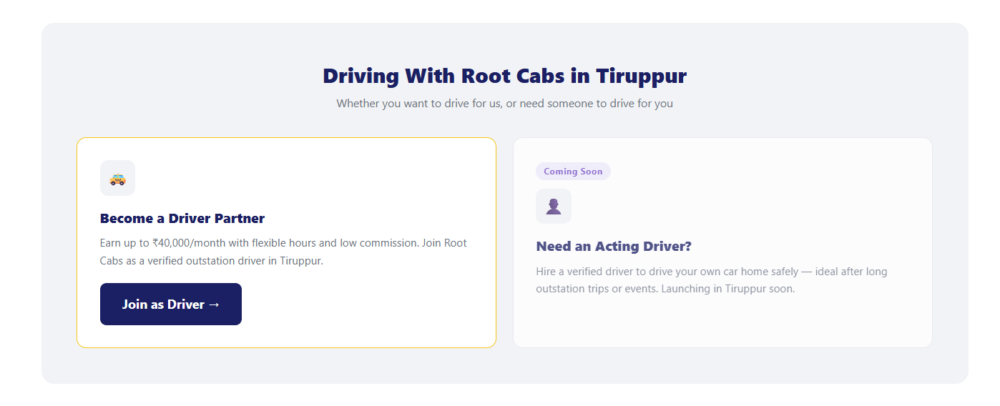 Driving With Root Cabs in Tiruppur
Whether you want to drive for us, or need someone to drive for you
Become a Driver Partner
Earn up to ₹40,000/month with flexible hours and low commission. Join Root
Cabs as a verified outstation driver in Tiruppur.
Join as Driver →
Coming Soon
Need an Acting Driver?
Hire a verified driver to drive your own car home safely — ideal after long
outstation trips or events. Launching in Tiruppur soon.